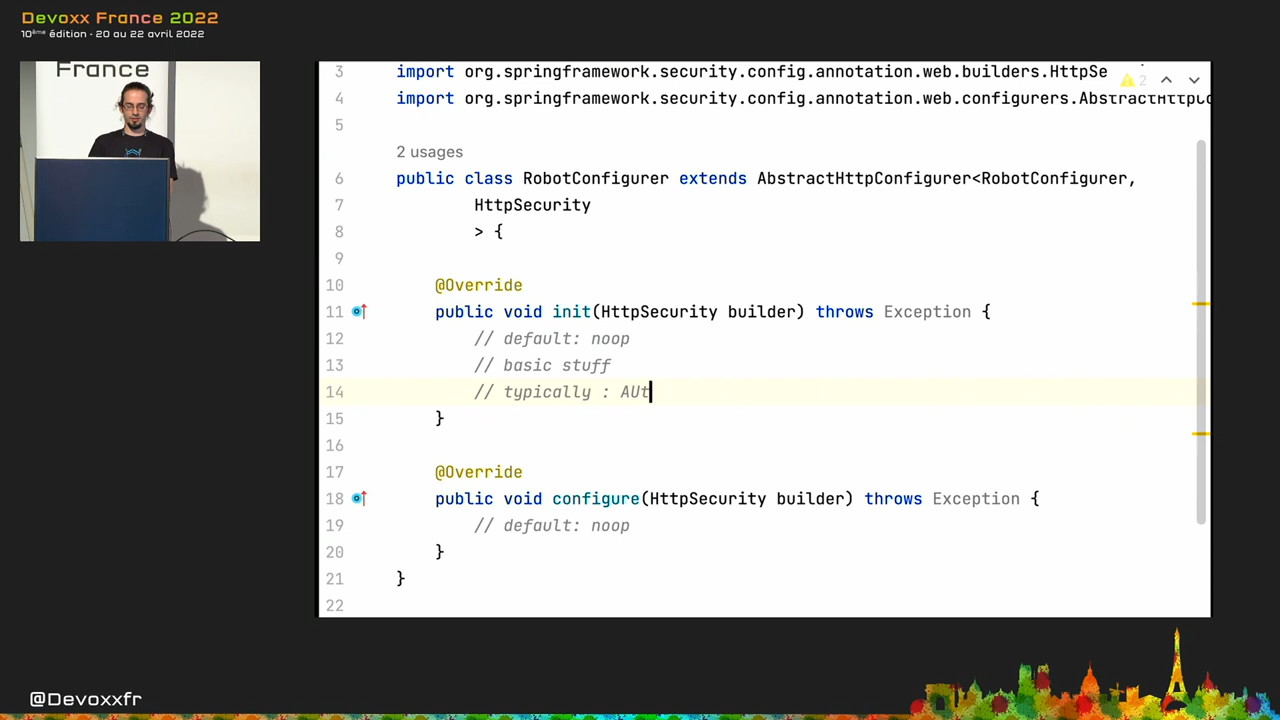 Devoxx France 2022
10ème édition - 20 au 22 avril 2022
France
3 import org.springframework.security.config.annotation.web.builders.HttpSe
2
4 import org.springframework.security.config.annotation.web.configurers.AbstractHttpCo
5
2 usages
6 public class RobotConfigurer extends AbstractHttpConfigurer<RobotConfigurer,
7 HttpSecurity
8 > {
9
10 @Override
11 public void init(HttpSecurity builder) throws Exception {
12 // default: noop
13 // basic stuff
14 // typically : AUt
15 }
16
17 @Override
18 public void configure(HttpSecurity builder) throws Exception {
19 // default: noop
20 }
21 }
22
@Devoxxfr